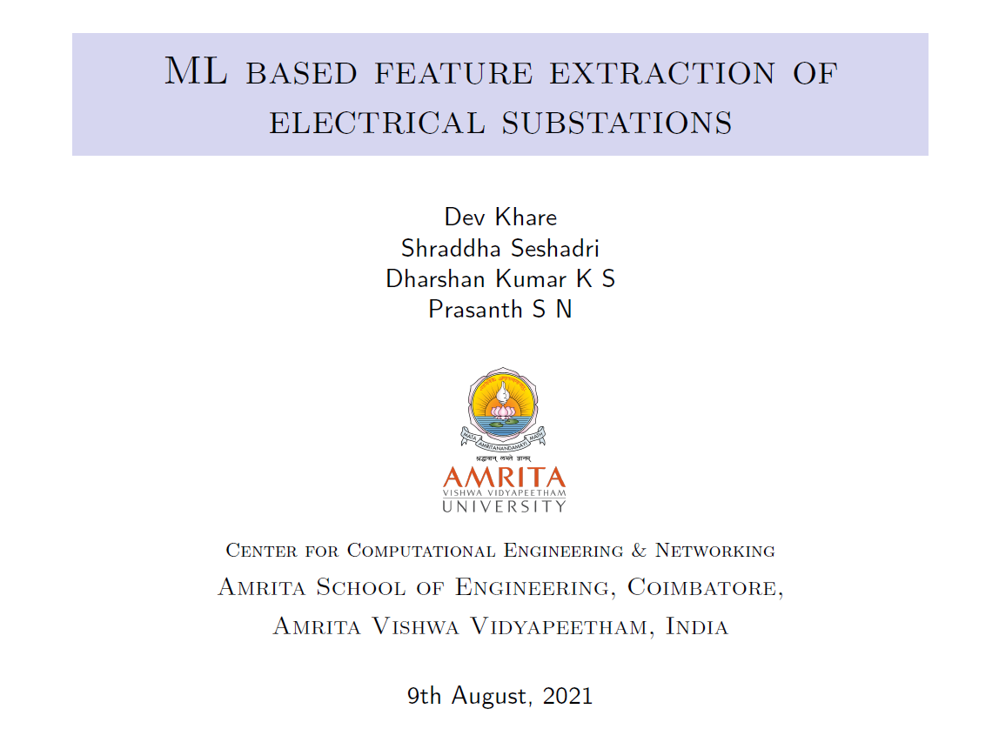 ML BASED FEATURE EXTRACTION OF
ELECTRICAL SUBSTATIONS
Dev Khare
Shraddha Seshadri
Dharshan Kumar K S
Prasanth S N
MATA AMRITANANDAMAYI MATH
श्रद्धावान् लभते ज्ञानम्
AMRITA
VISHWA VIDYAPEETHAM
UNIVERSITY
CENTER FOR COMPUTATIONAL ENGINEERING & NETWORKING
AMRITA SCHOOL OF ENGINEERING, COIMBATORE,
AMRITA VISHWA VIDYAPEETHAM, INDIA
9th August, 2021